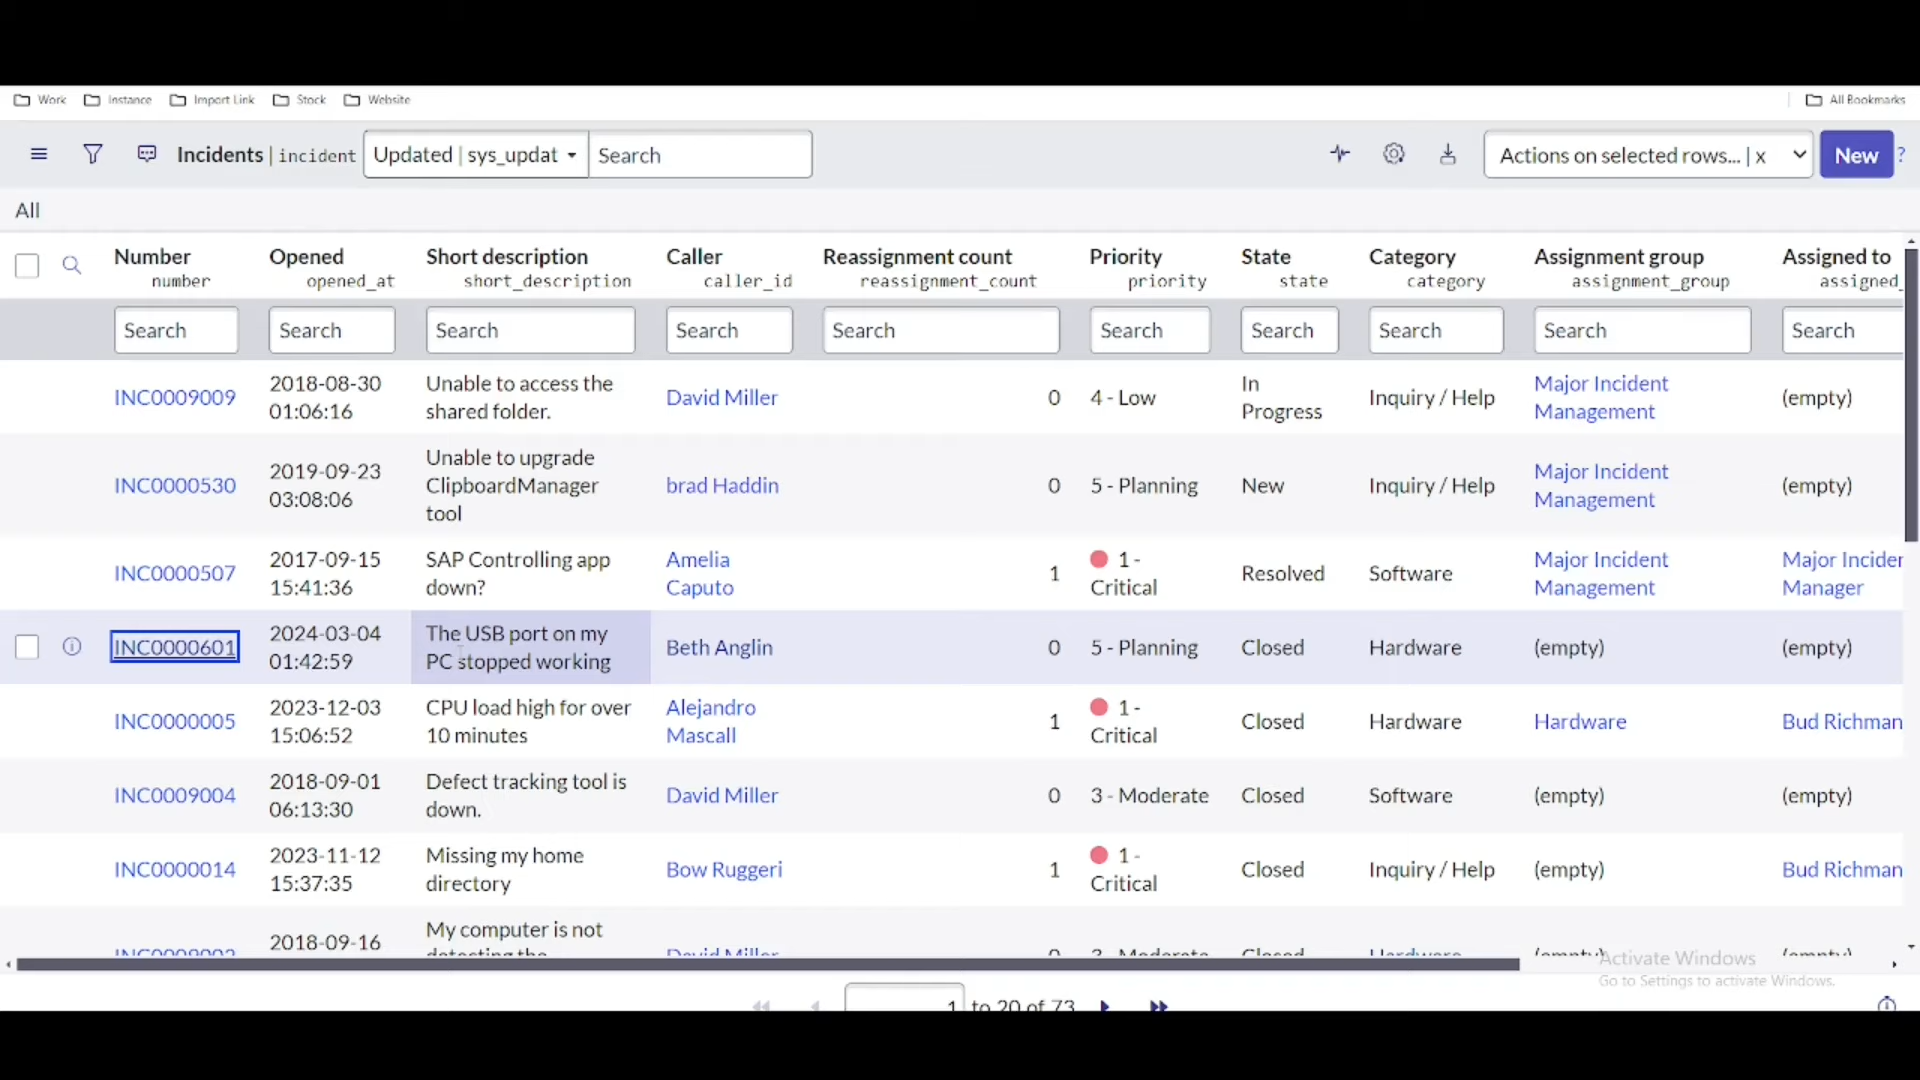 Work Instance Import Link Stock Website All Bookmarks
Incidents | incident Updated | sys_updat Search Actions on selected rows... | x New ?
All
Number Opened Short description Caller Reassignment count Priority State Category Assignment group Assigned to
number opened_at short_description caller_id reassignment_count priority state category assignment_group assigned_
Search Search Search Search Search Search Search Search Search Search
INC0009009 2018-08-30 01:06:16 Unable to access the shared folder. David Miller 0 4 - Low In Progress Inquiry / Help Major Incident Management (empty)
INC0000530 2019-09-23 03:08:06 Unable to upgrade ClipboardManager tool brad Haddin 0 5 - Planning New Inquiry / Help Major Incident Management (empty)
INC0000507 2017-09-15 15:41:36 SAP Controlling app down? Amelia Caputo 1 1 - Critical Resolved Software Major Incident Management Major Incider Manager
INC0000601 2024-03-04 01:42:59 The USB port on my PC stopped working Beth Anglin 0 5 - Planning Closed Hardware (empty) (empty)
INC0000005 2023-12-03 15:06:52 CPU load high for over 10 minutes Alejandro Mascall 1 1 - Critical Closed Hardware Hardware Bud Richman
INC0009004 2018-09-01 06:13:30 Defect tracking tool is down. David Miller 0 3 - Moderate Closed Software (empty) (empty)
INC0000014 2023-11-12 15:37:35 Missing my home directory Bow Ruggeri 1 1 - Critical Closed Inquiry / Help (empty) Bud Richman
2018-09-16 My computer is not David Miller Closed
Activate Windows
Go to Settings to activate Windows.
1 to 20 of 73